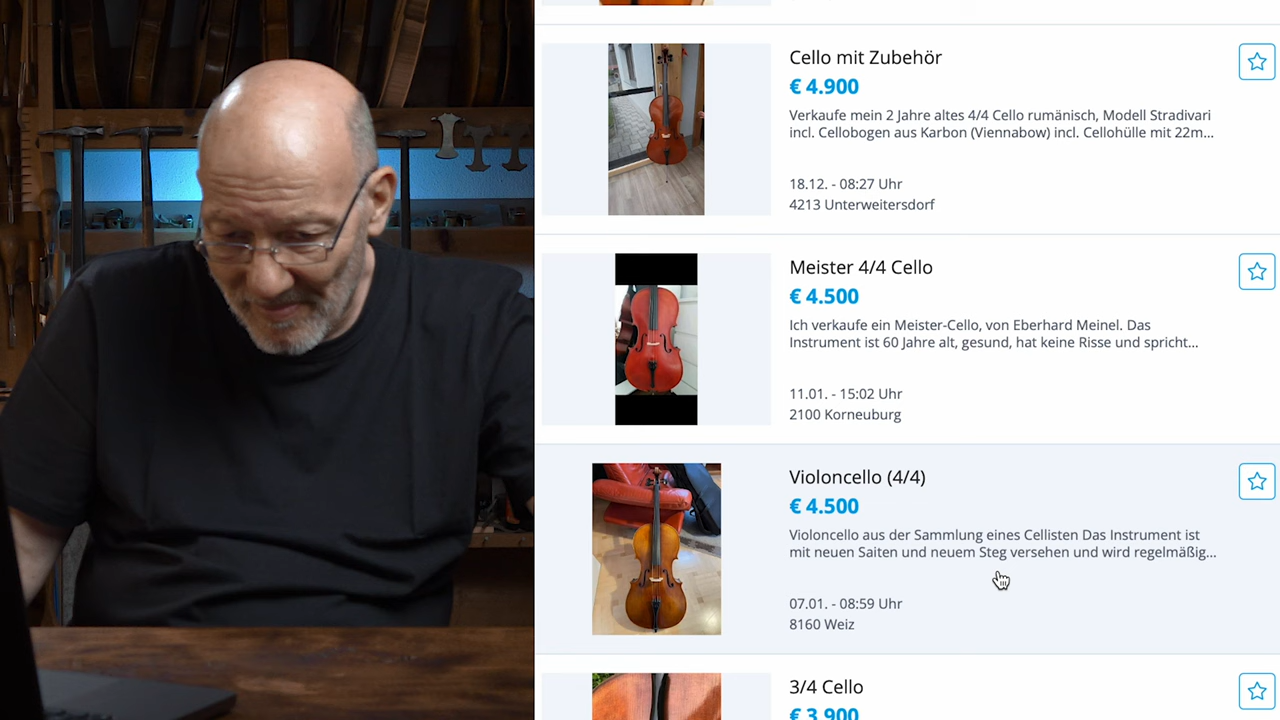 Cello mit Zubehör
€ 4.900
Verkaufe mein 2 Jahre altes 4/4 Cello rumänisch, Modell Stradivari
incl. Cellobogen aus Karbon (Viennabow) incl. Cellohülle mit 22m...
18.12. - 08:27 Uhr
4213 Unterweitersdorf
Meister 4/4 Cello
€ 4.500
Ich verkaufe ein Meister-Cello, von Eberhard Meinel. Das
Instrument ist 60 Jahre alt, gesund, hat keine Risse und spricht...
11.01. - 15:02 Uhr
2100 Korneuburg
Violoncello (4/4)
€ 4.500
Violoncello aus der Sammlung eines Cellisten Das Instrument ist
mit neuen Saiten und neuem Steg versehen und wird regelmäßig...
07.01. - 08:59 Uhr
8160 Weiz
3/4 Cello
€ 3.900